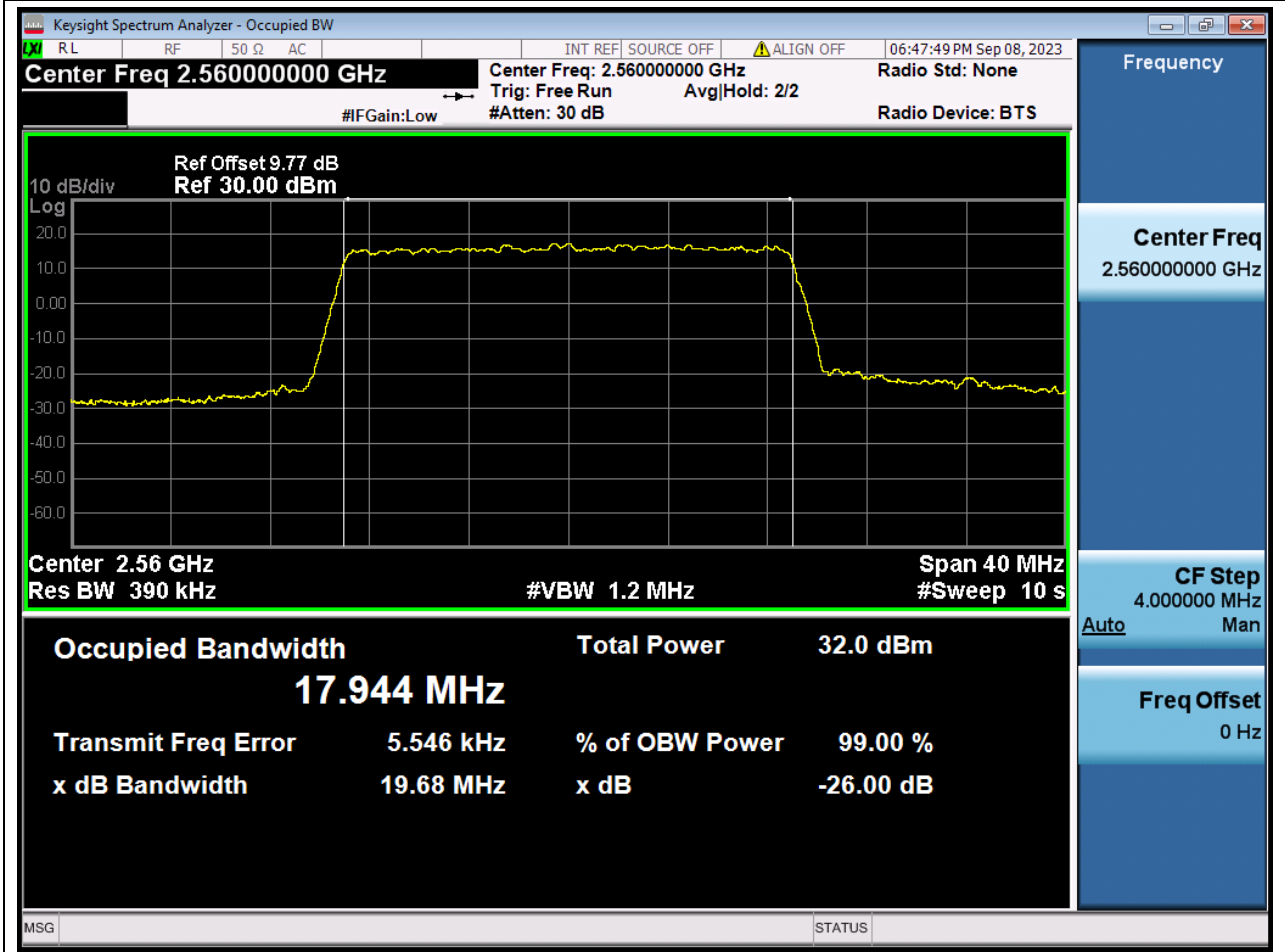 Keysight Spectrum Analyzer - Occupied BW
LXI RL RF 50 Ω AC INT REF SOURCE OFF ALIGN OFF 06:47:49 PM Sep 08, 2023
Center Freq 2.560000000 GHz
Center Freq: 2.560000000 GHz
Radio Std: None
Trig: Free Run Avg|Hold: 2/2
#IFGain:Low
#Atten: 30 dB
Radio Device: BTS
Ref Offset 9.77 dB
10 dB/div Ref 30.00 dBm
Log
20.0
10.0
0.00
-10.0
-20.0
-30.0
-40.0
-50.0
-60.0
Center 2.56 GHz Span 40 MHz
Res BW 390 kHz #VBW 1.2 MHz #Sweep 10 s
Occupied Bandwidth Total Power 32.0 dBm
17.944 MHz
Transmit Freq Error 5.546 kHz % of OBW Power 99.00 %
x dB Bandwidth 19.68 MHz x dB -26.00 dB
MSG STATUS
Frequency
Center Freq
2.560000000 GHz
CF Step
4.000000 MHz
Auto Man
Freq Offset
0 Hz